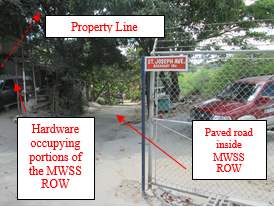 Property Line
ST. JOSEPH AVE.
Hardware
occupying
portions of
the MWSS
ROW
Paved road
inside
MWSS
ROW